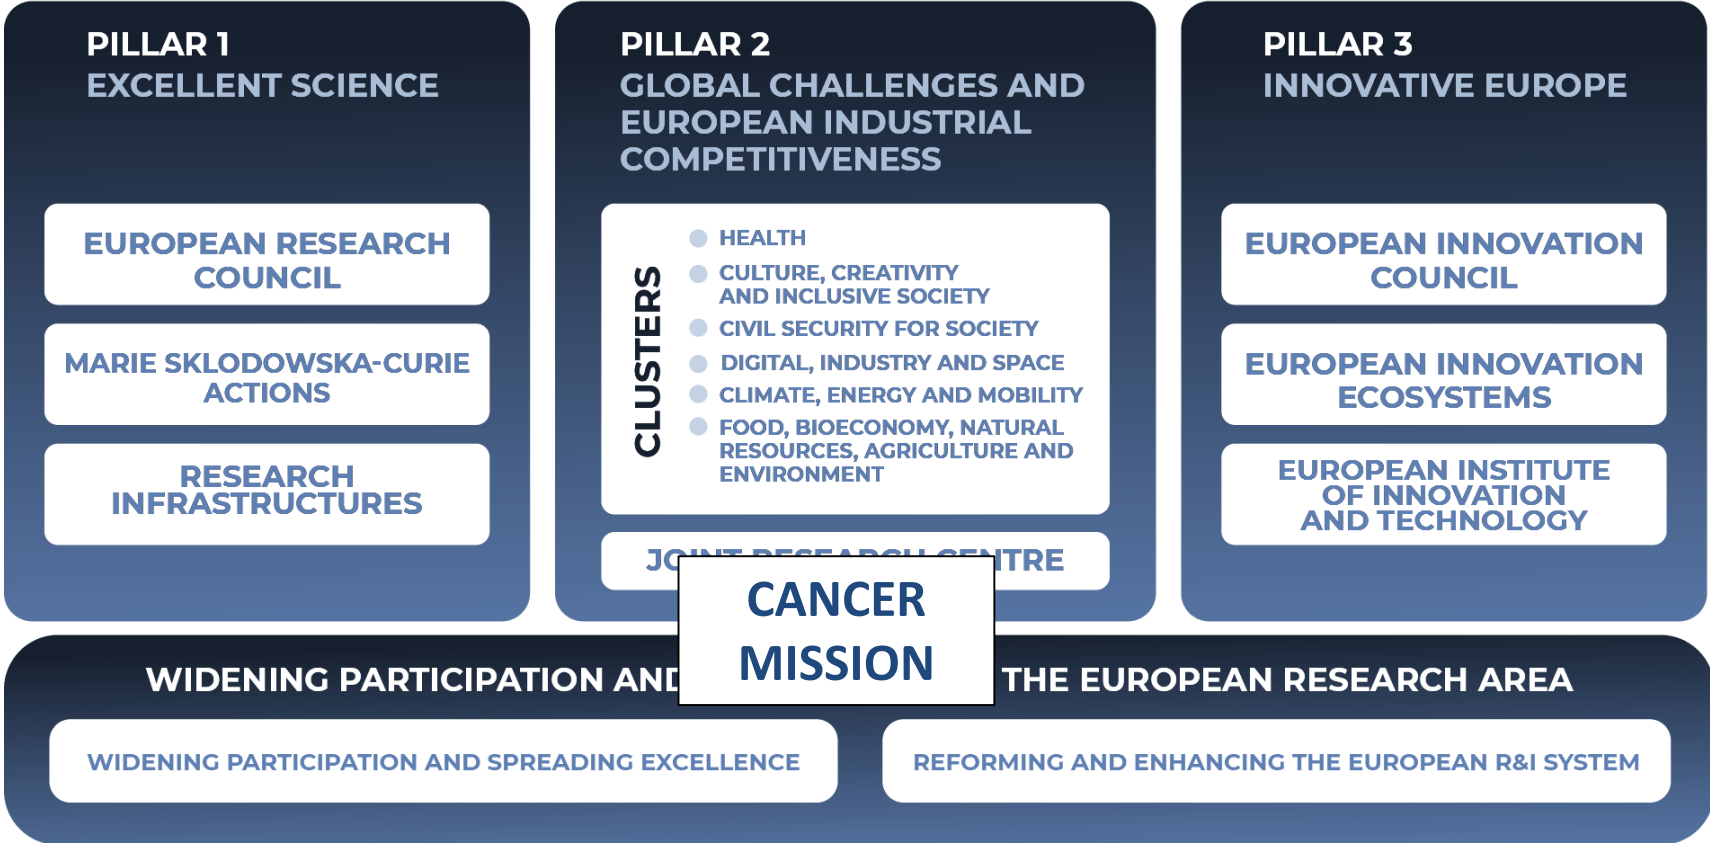 PILLAR 1
EXCELLENT SCIENCE
EUROPEAN RESEARCH
COUNCIL
MARIE SKLODOWSKA-CURIE
ACTIONS
RESEARCH
INFRASTRUCTURES
PILLAR 2
GLOBAL CHALLENGES AND
EUROPEAN INDUSTRIAL
COMPETITIVENESS
CLUSTERS
HEALTH
CULTURE, CREATIVITY
AND INCLUSIVE SOCIETY
CIVIL SECURITY FOR SOCIETY
DIGITAL, INDUSTRY AND SPACE
CLIMATE, ENERGY AND MOBILITY
FOOD, BIOECONOMY, NATURAL
RESOURCES, AGRICULTURE AND
ENVIRONMENT
JOINT RESEARCH CENTRE
CANCER
MISSION
PILLAR 3
INNOVATIVE EUROPE
EUROPEAN INNOVATION
COUNCIL
EUROPEAN INNOVATION
ECOSYSTEMS
EUROPEAN INSTITUTE
OF INNOVATION
AND TECHNOLOGY
WIDENING PARTICIPATION AND THE EUROPEAN RESEARCH AREA
WIDENING PARTICIPATION AND SPREADING EXCELLENCE
REFORMING AND ENHANCING THE EUROPEAN R&I SYSTEM